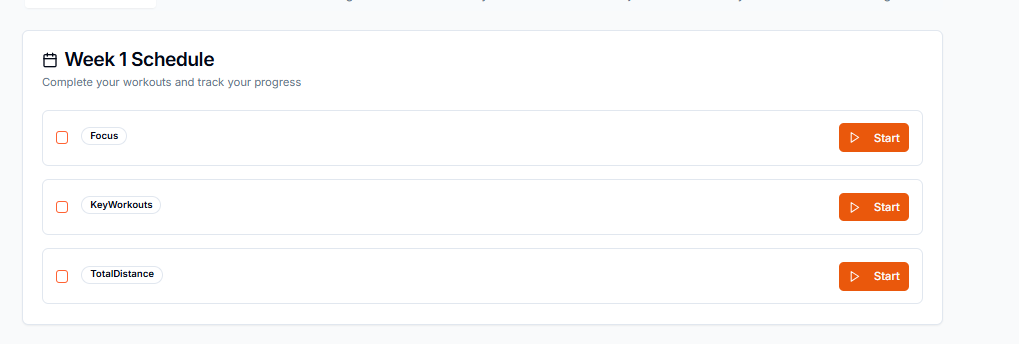 Week 1 Schedule
Complete your workouts and track your progress
Focus
Start
KeyWorkouts
Start
TotalDistance
Start